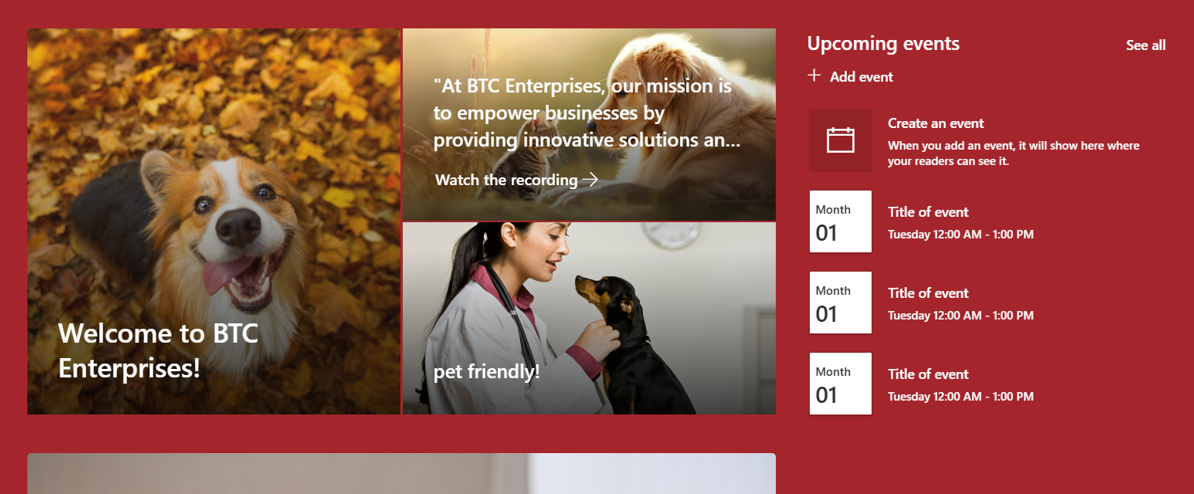 Welcome to BTC
Enterprises!
"At BTC Enterprises, our mission is
to empower businesses by
providing innovative solutions an...
Watch the recording
pet friendly!
Upcoming events
See all
+ Add event
Create an event
When you add an event, it will show here where
your readers can see it.
Month
01
Title of event
Tuesday 12:00 AM - 1:00 PM
Month
01
Title of event
Tuesday 12:00 AM - 1:00 PM
Month
01
Title of event
Tuesday 12:00 AM - 1:00 PM